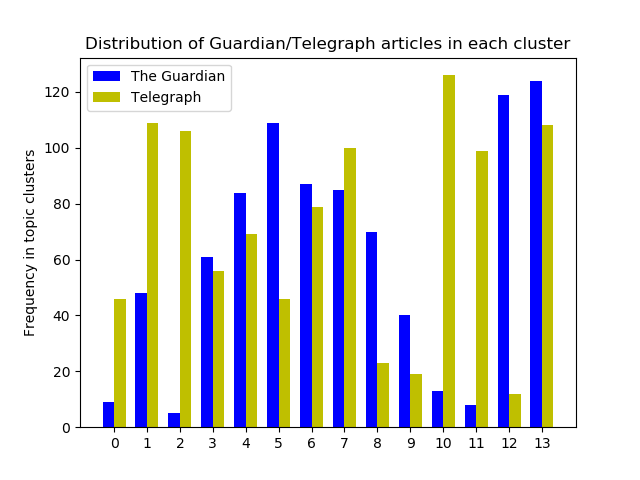 Distribution of Guardian/Telegraph articles in each cluster
The Guardian
Telegraph
Frequency in topic clusters
120
100
80
60
40
20
0
0 1 2 3 4 5 6 7 8 9 10 11 12 13